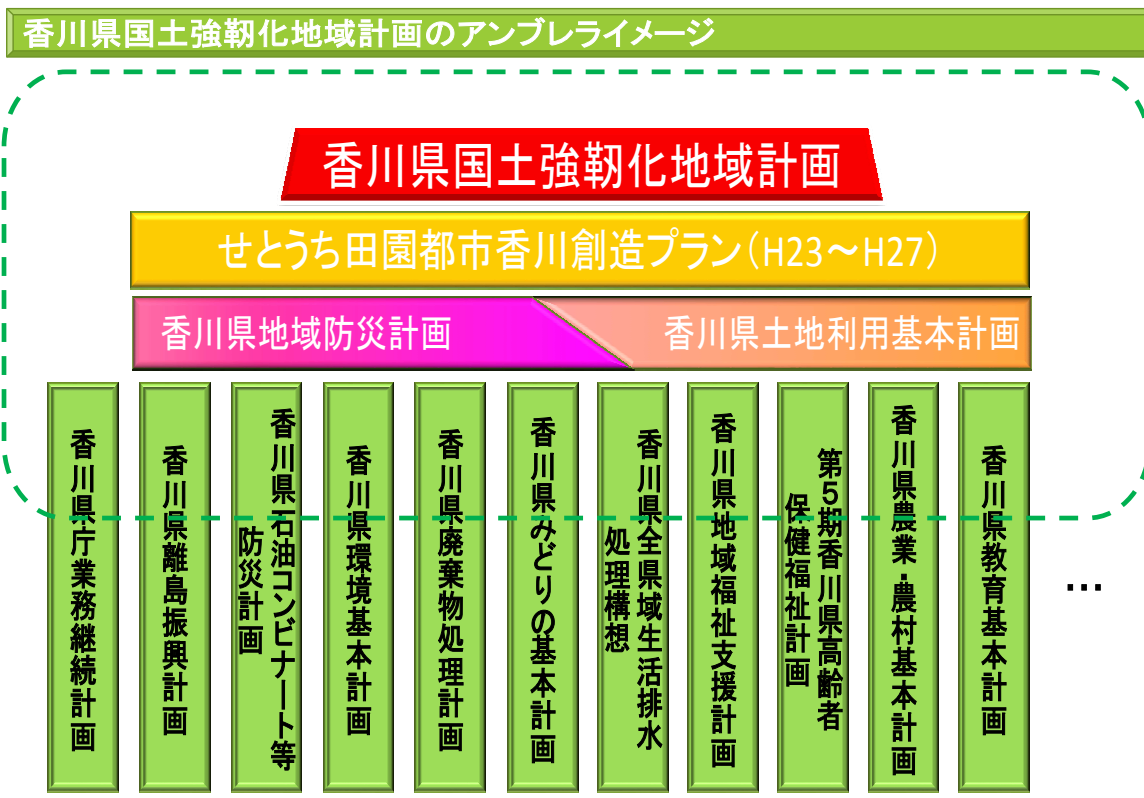 香川県国土強靭化地域計画のアンブレライメージ
香川県国土強靭化地域計画
せとうち田園都市香川創造プラン（H23～H27）
香川県地域防災計画
香川県土地利用基本計画
香川県庁業務継続計画
香川県離島振興計画
香川県石油コンビナート等
防災計画
香川県環境基本計画
香川県廃棄物処理計画
香川県みどりの基本計画
香川県全県域生活排水
処理構想
香川県地域福祉支援計画
第5期香川県高齢者
保健福祉計画
香川県農業・農村基本計画
香川県教育基本計画
…